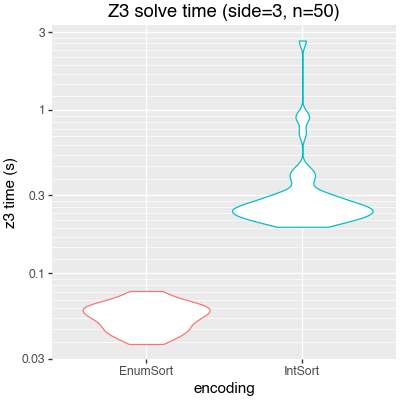 Z3 solve time (side=3, n=50)
3
1
0.3
0.1
0.03
z3 time (s)
EnumSort IntSort
encoding